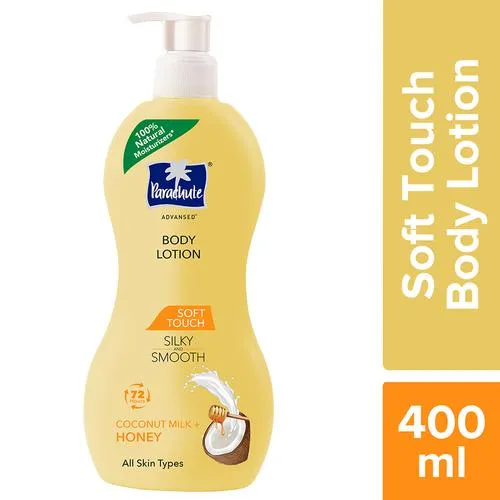 100%
Natural
Moisturizers*
Parachute®
ADVANSED™
BODY
LOTION
SOFT
TOUCH
SILKY
AND
SMOOTH
72
Hours
COCONUT MILK +
HONEY
All Skin Types
Soft Touch
Body Lotion
400
ml